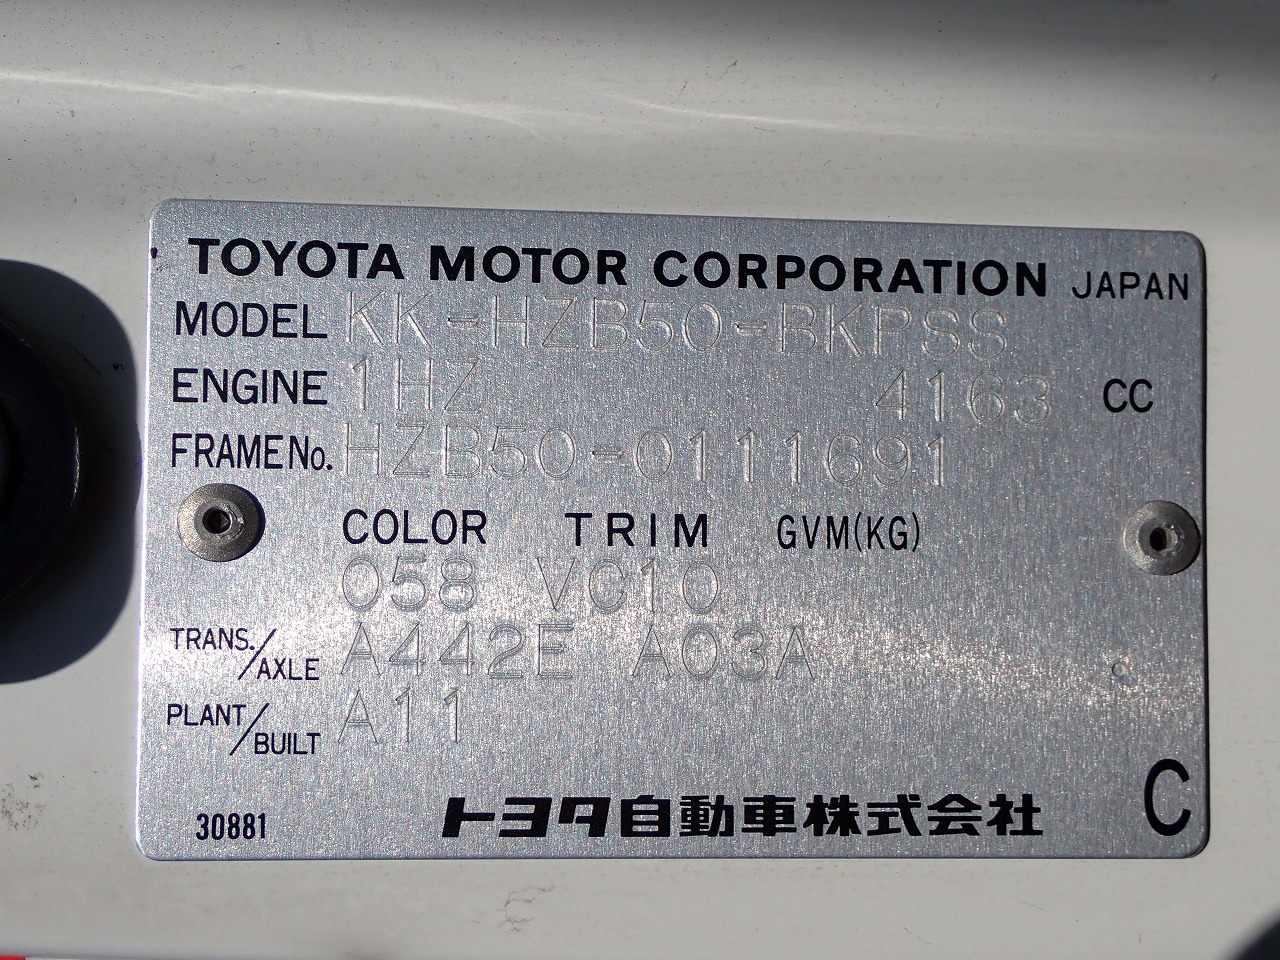 TOYOTA MOTOR CORPORATION JAPAN
MODEL KK-HZB50-BKPSS
ENGINE 1HZ 4163 CC
FRAME No. HZB50-0111691
COLOR TRIM GVM(KG)
058 VC10
TRANS./AXLE A442E A03A C
PLANT/BUILT A11
30881 トヨタ自動車株式会社 C